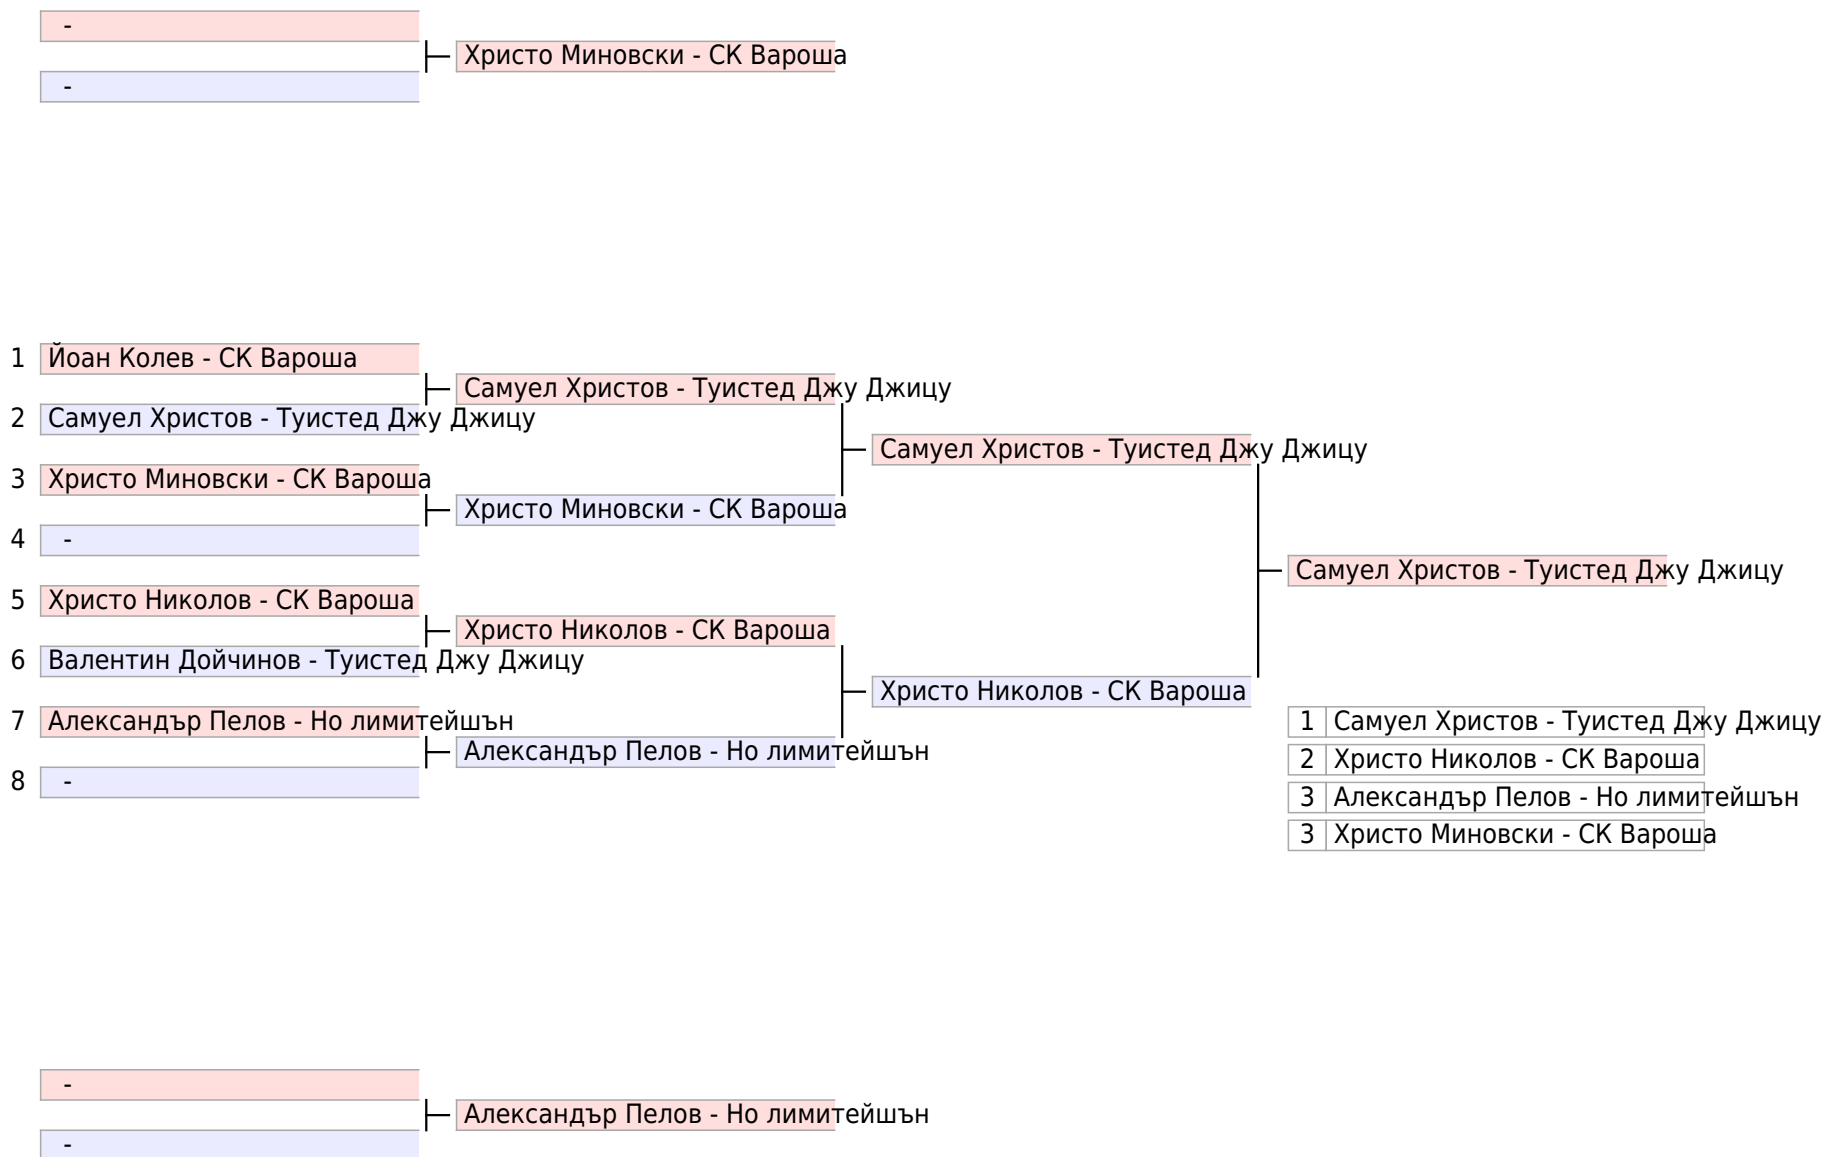 -
Христо Миновски - СК Вароша
-
1 Йоан Колев - СК Вароша
Самуел Христов - Туистед Джу Джицу
2 Самуел Христов - Туистед Джу Джицу
Самуел Христов - Туистед Джу Джицу
3 Христо Миновски - СК Вароша
Христо Миновски - СК Вароша
4 -
Самуел Христов - Туистед Джу Джицу
5 Христо Николов - СК Вароша
Христо Николов - СК Вароша
6 Валентин Дойчинов - Туистед Джу Джицу
Христо Николов - СК Вароша
7 Александър Пелов - Но лимитейшън
Александър Пелов - Но лимитейшън
8 -
1 Самуел Христов - Туистед Джу Джицу
2 Христо Николов - СК Вароша
3 Александър Пелов - Но лимитейшън
3 Христо Миновски - СК Вароша
-
Александър Пелов - Но лимитейшън
-